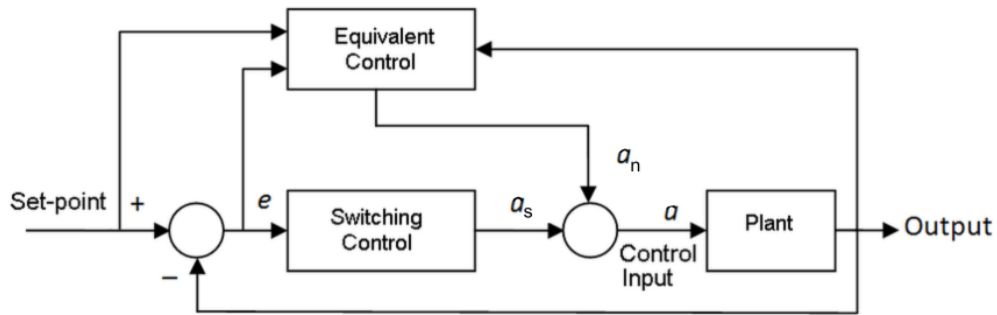 Equivalent
Control
a_n
Set-point
+
e
Switching
Control
a_s
a
Plant
Output
Control
Input
−